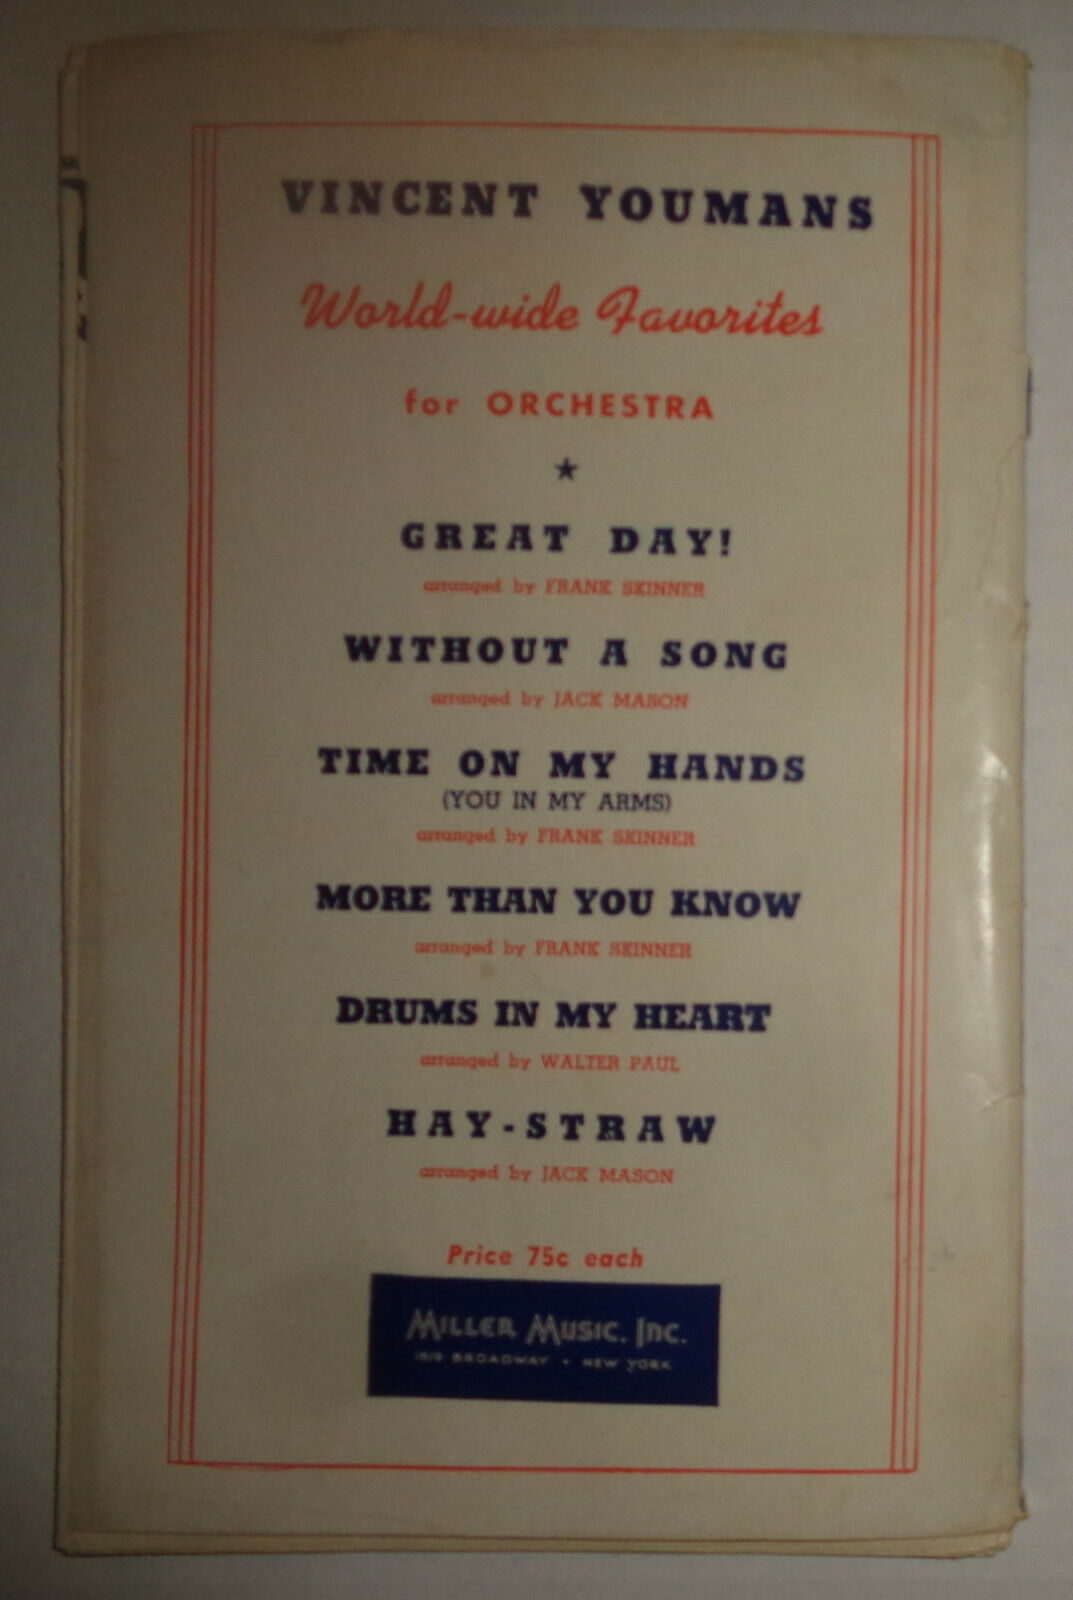 VINCENT YOUMANS
World-wide Favorites
for ORCHESTRA
★
GREAT DAY!
arranged by FRANK SKINNER
WITHOUT A SONG
arranged by JACK MASON
TIME ON MY HANDS
(YOU IN MY ARMS)
arranged by FRANK SKINNER
MORE THAN YOU KNOW
arranged by FRANK SKINNER
DRUMS IN MY HEART
arranged by WALTER PAUL
HAY-STRAW
arranged by JACK MASON
Price 75c each
MILLER MUSIC, INC.
1619 BROADWAY • NEW YORK